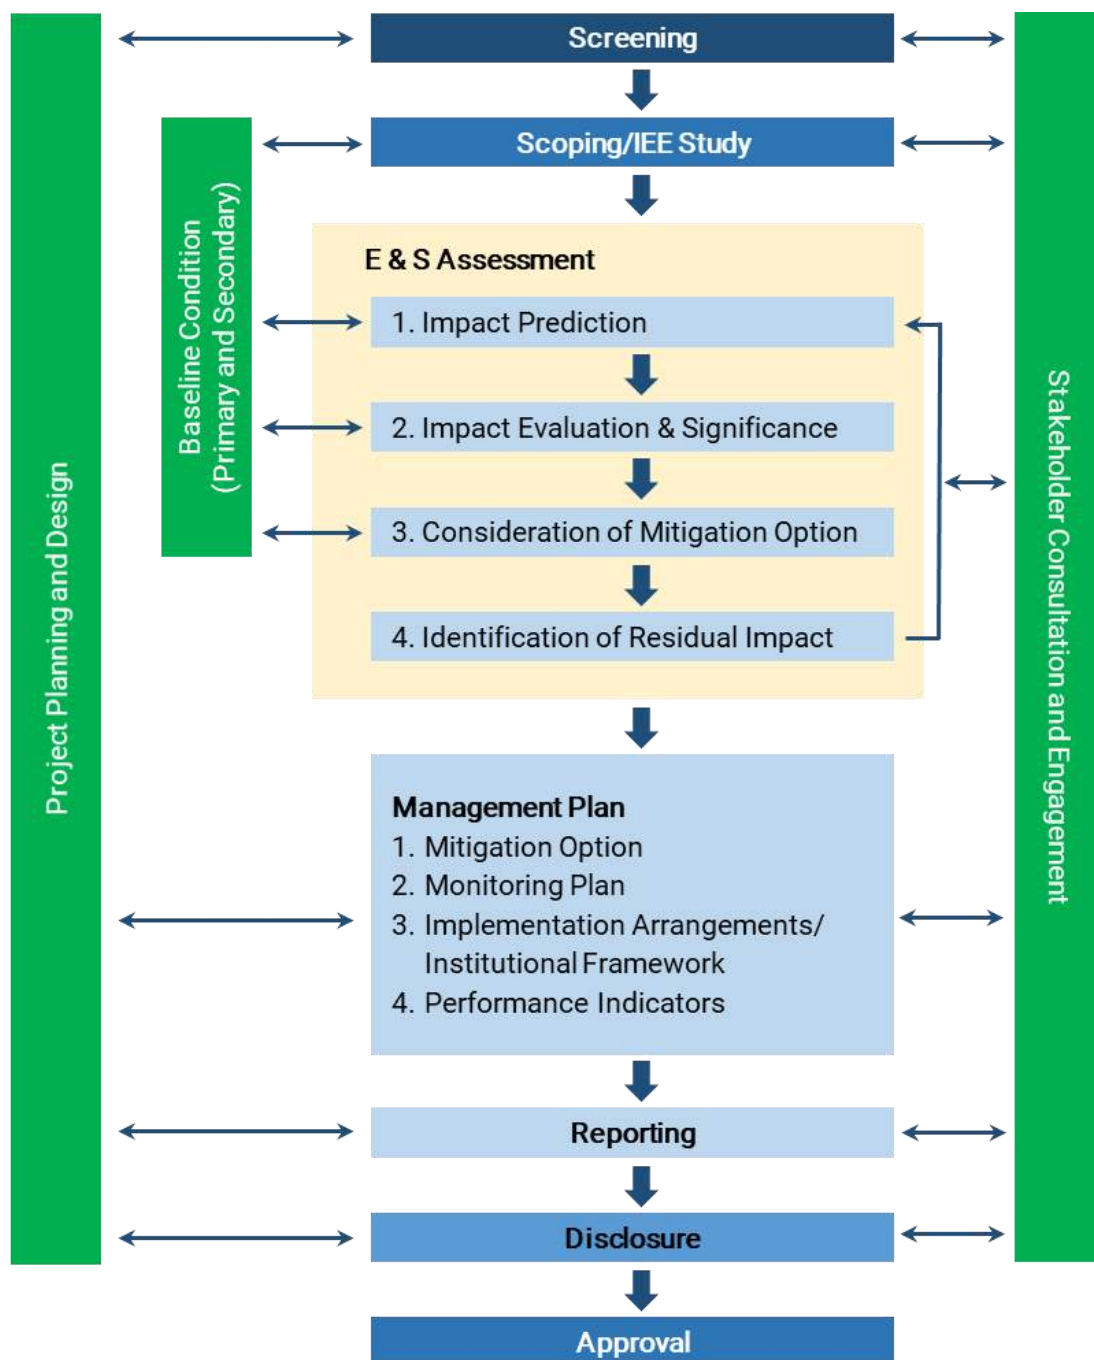 Screening
Scoping/IEE Study
Baseline Condition
(Primary and Secondary)
E & S Assessment
1. Impact Prediction
2. Impact Evaluation & Significance
3. Consideration of Mitigation Option
4. Identification of Residual Impact
Project Planning and Design
Stakeholder Consultation and Engagement
Management Plan
1. Mitigation Option
2. Monitoring Plan
3. Implementation Arrangements/
Institutional Framework
4. Performance Indicators
Reporting
Disclosure
Approval